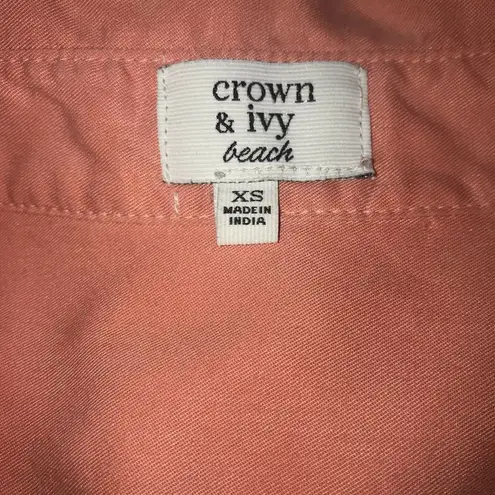 crown
& ivy
beach
XS
MADE IN
INDIA